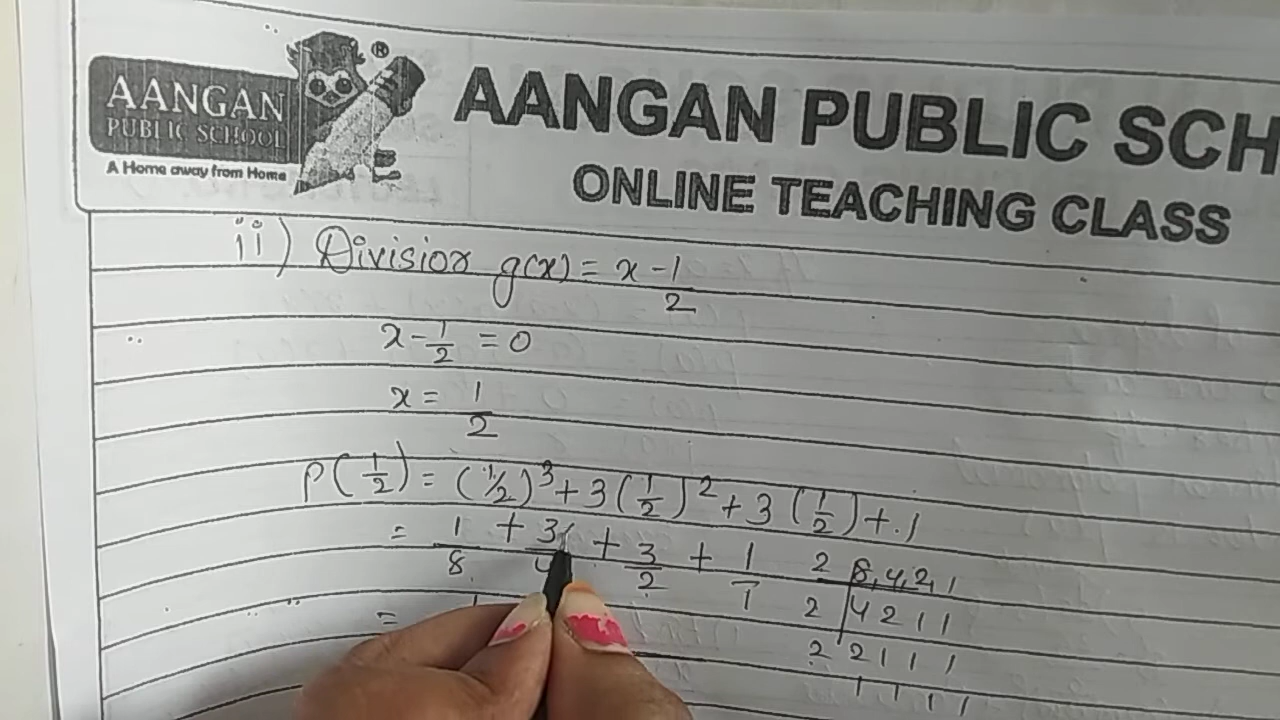 AANGAN
PUBLIC SCHOOL
®
A Home away from Home
AANGAN PUBLIC SCH
ONLINE TEACHING CLASS
ii) Division g(x) = x - 1/2
x - 1/2 = 0
x = 1/2
P(1/2) = (1/2)³ + 3(1/2)² + 3(1/2) + 1
= 1/8 + 3/4 + 3/2 + 1/1
2 8,4,2,1
2 4 2 1 1
2 2 1 1 1
1 1 1 1
=